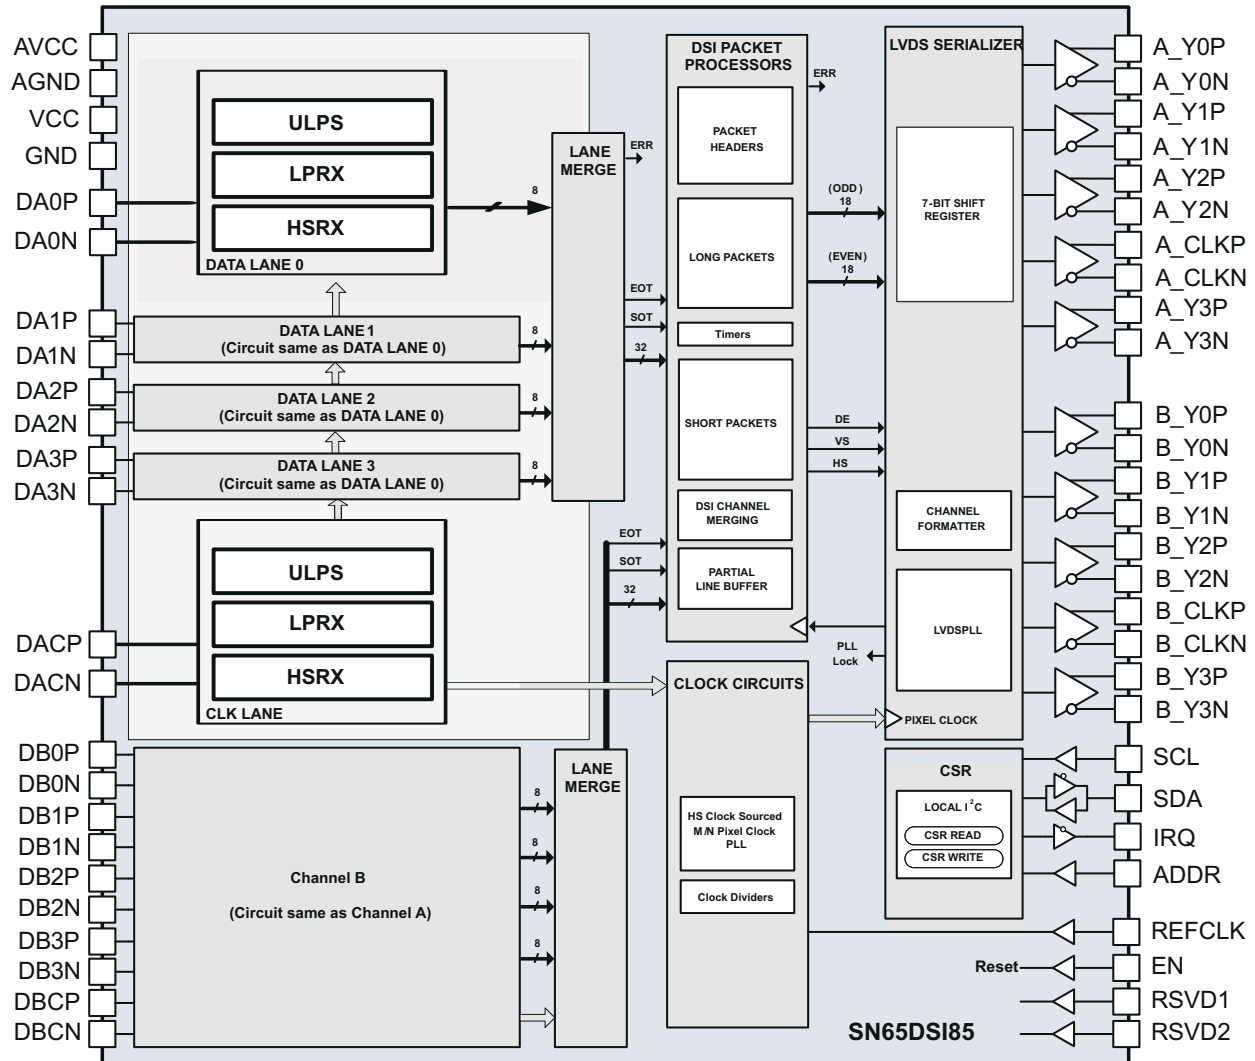 AVCC
AGND
VCC
GND
DA0P
DA0N
DA1P
DA1N
DA2P
DA2N
DA3P
DA3N
DACP
DACN
DB0P
DB0N
DB1P
DB1N
DB2P
DB2N
DB3P
DB3N
DBCP
DBCN
ULPS
LPRX
HSRX
DATA LANE 0
8
DATA LANE 1
(Circuit same as DATA LANE 0)
8
DATA LANE 2
(Circuit same as DATA LANE 0)
8
DATA LANE 3
(Circuit same as DATA LANE 0)
8
ULPS
LPRX
HSRX
CLK LANE
Channel B
(Circuit same as Channel A)
8
8
8
8
LANE
MERGE
ERR
EOT
SOT
32
LANE
MERGE
EOT
SOT
32
DSI PACKET
PROCESSORS
PACKET
HEADERS
LONG PACKETS
Timers
SHORT PACKETS
DSI CHANNEL
MERGING
PARTIAL
LINE BUFFER
ERR
(ODD)
18
(EVEN)
18
DE
VS
HS
PLL
Lock
CLOCK CIRCUITS
HS Clock Sourced
M/N Pixel Clock
PLL
Clock Dividers
LVDS SERIALIZER
7-BIT SHIFT
REGISTER
CHANNEL
FORMATTER
LVDSPLL
PIXEL CLOCK
CSR
LOCAL I²C
CSR READ
CSR WRITE
Reset
SN65DSI85
A_Y0P
A_Y0N
A_Y1P
A_Y1N
A_Y2P
A_Y2N
A_CLKP
A_CLKN
A_Y3P
A_Y3N
B_Y0P
B_Y0N
B_Y1P
B_Y1N
B_Y2P
B_Y2N
B_CLKP
B_CLKN
B_Y3P
B_Y3N
SCL
SDA
IRQ
ADDR
REFCLK
EN
RSVD1
RSVD2